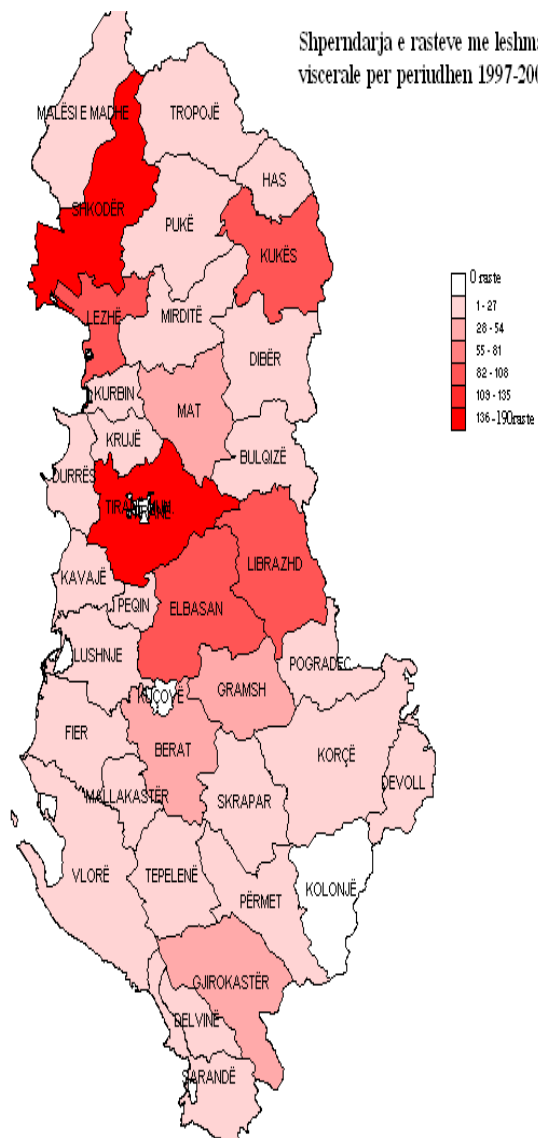 Shperndarja e rasteve me leshm
viscerale per periudhen 1997-200
MALËSI E MADHE
TROPOJË
HAS
SHKODËR
PUKË
KUKËS
LEZHË
MIRDITË
DIBËR
KURBIN
MAT
KRUJË
BULQIZË
DURRËS
KAVAJË
PEQIN
ELBASAN
LIBRAZHD
LUSHNJE
POGRADEC
KUÇOVË
GRAMSH
FIER
BERAT
KORÇË
DEVOLL
MALLAKASTËR
SKRAPAR
VLORË
TEPELENË
PËRMET
KOLONJË
GJIROKASTËR
DELVINË
SARANDË
0 raste
1 - 27
28 - 54
55 - 81
82 - 108
109 - 135
136 - 190raste